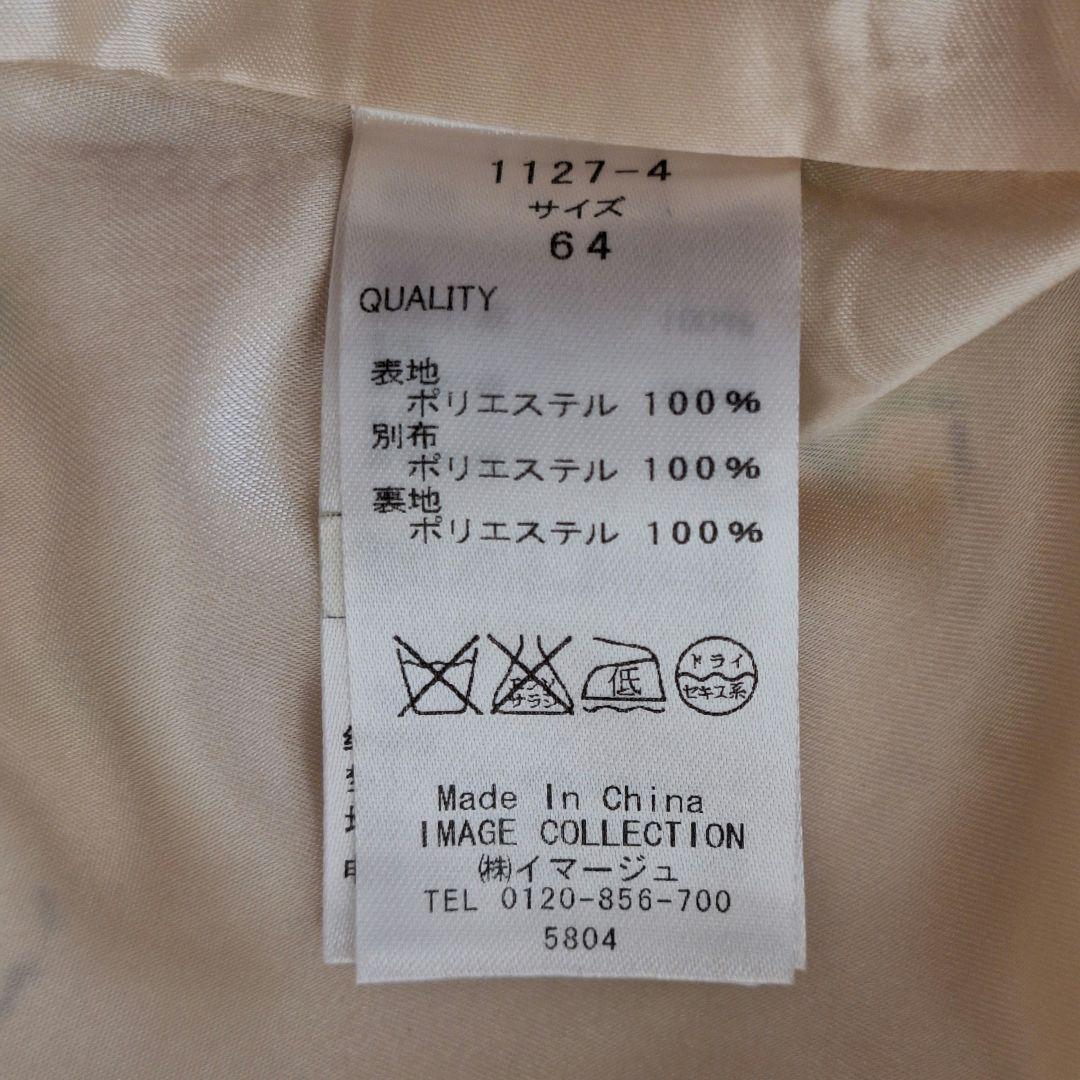 1127-4
サイズ
64
QUALITY
表地
ポリエステル 100%
別布
ポリエステル 100%
裏地
ポリエステル 100%
低
ドライ
セキユ系
Made In China
IMAGE COLLECTION
㈱イマージュ
TEL 0120-856-700
5804